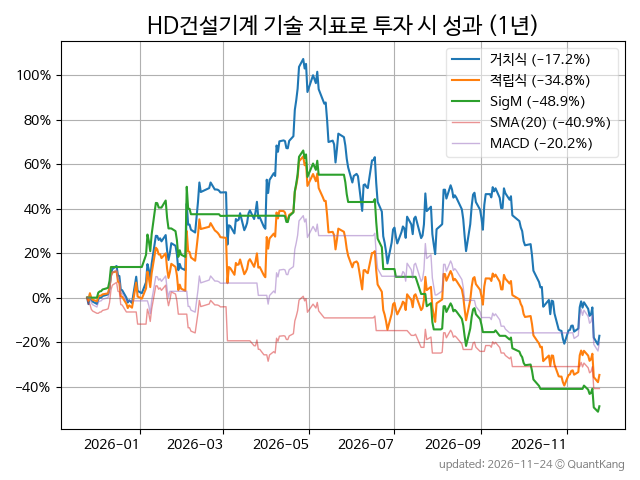 HD건설기계 기술 지표로 투자 시 성과 (1년)
거치식 (-17.2%)
적립식 (-34.8%)
SigM (-48.9%)
SMA(20) (-40.9%)
MACD (-20.2%)
100%
80%
60%
40%
20%
0%
-20%
-40%
2026-01 2026-03 2026-05 2026-07 2026-09 2026-11
updated: 2026-11-24 © QuantKang